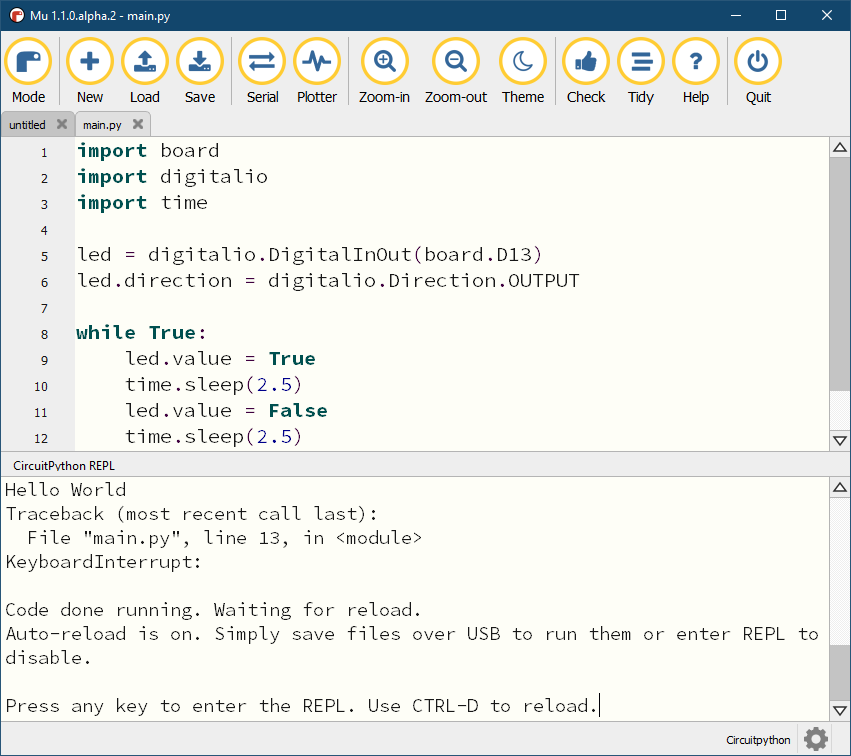 Mu 1.1.0.alpha.2 - main.py
Mode New Load Save Serial Plotter Zoom-in Zoom-out Theme Check Tidy Help Quit
untitled main.py
1 import board
2 import digitalio
3 import time
4
5 led = digitalio.DigitalInOut(board.D13)
6 led.direction = digitalio.Direction.OUTPUT
7
8 while True:
9     led.value = True
10     time.sleep(2.5)
11     led.value = False
12     time.sleep(2.5)
CircuitPython REPL
Hello World
Traceback (most recent call last):
  File "main.py", line 13, in <module>
KeyboardInterrupt:
Code done running. Waiting for reload.
Auto-reload is on. Simply save files over USB to run them or enter REPL to
disable.
Press any key to enter the REPL. Use CTRL-D to reload.
Circuitpython